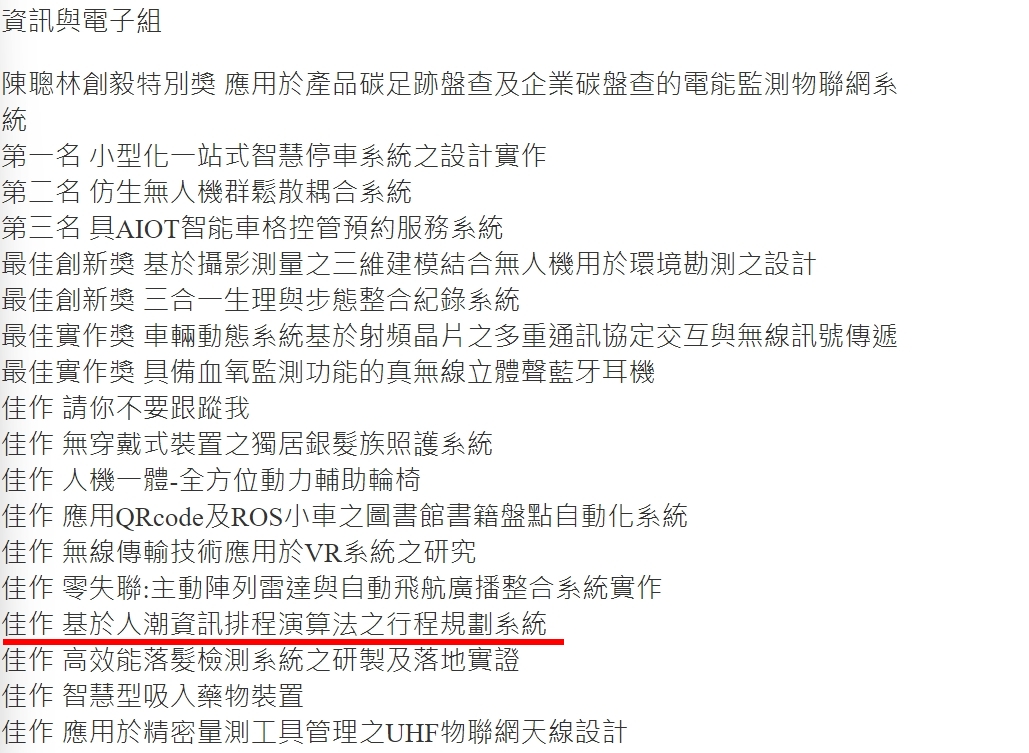 資訊與電子組
陳聰林創毅特別獎 應用於產品碳足跡盤查及企業碳盤查的電能監測物聯網系
統
第一名 小型化一站式智慧停車系統之設計實作
第二名 仿生無人機群鬆散耦合系統
第三名 具AIOT智能車格控管預約服務系統
最佳創新獎 基於攝影測量之三維建模結合無人機用於環境勘測之設計
最佳創新獎 三合一生理與步態整合紀錄系統
最佳實作獎 車輛動態系統基於射頻晶片之多重通訊協定交互與無線訊號傳遞
最佳實作獎 具備血氧監測功能的真無線立體聲藍牙耳機
佳作 請你不要跟蹤我
佳作 無穿戴式裝置之獨居銀髮族照護系統
佳作 人機一體-全方位動力輔助輪椅
佳作 應用QRcode及ROS小車之圖書館書籍盤點自動化系統
佳作 無線傳輸技術應用於VR系統之研究
佳作 零失聯:主動陣列雷達與自動飛航廣播整合系統實作
佳作 基於人潮資訊排程演算法之行程規劃系統
佳作 高效能落髮檢測系統之研製及落地實證
佳作 智慧型吸入藥物裝置
佳作 應用於精密量測工具管理之UHF物聯網天線設計